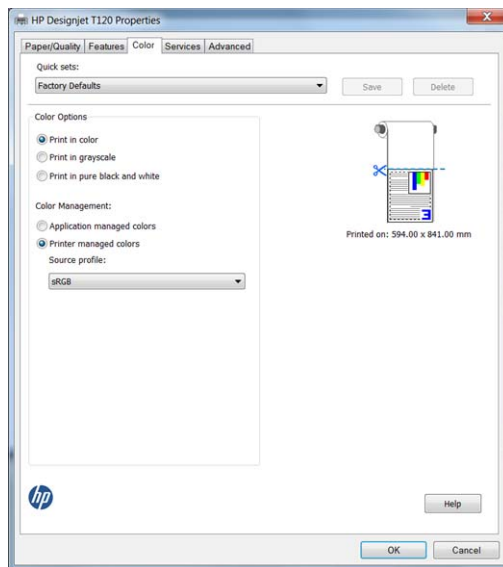 HP Designjet T120 Properties
Paper/Quality Features Color Services Advanced
Quick sets:
Factory Defaults
Save Delete
Color Options
Print in color
Print in grayscale
Print in pure black and white
Color Management:
Application managed colors
Printer managed colors
Source profile:
sRGB
3
Printed on: 594.00 x 841.00 mm
hp
Help
OK Cancel